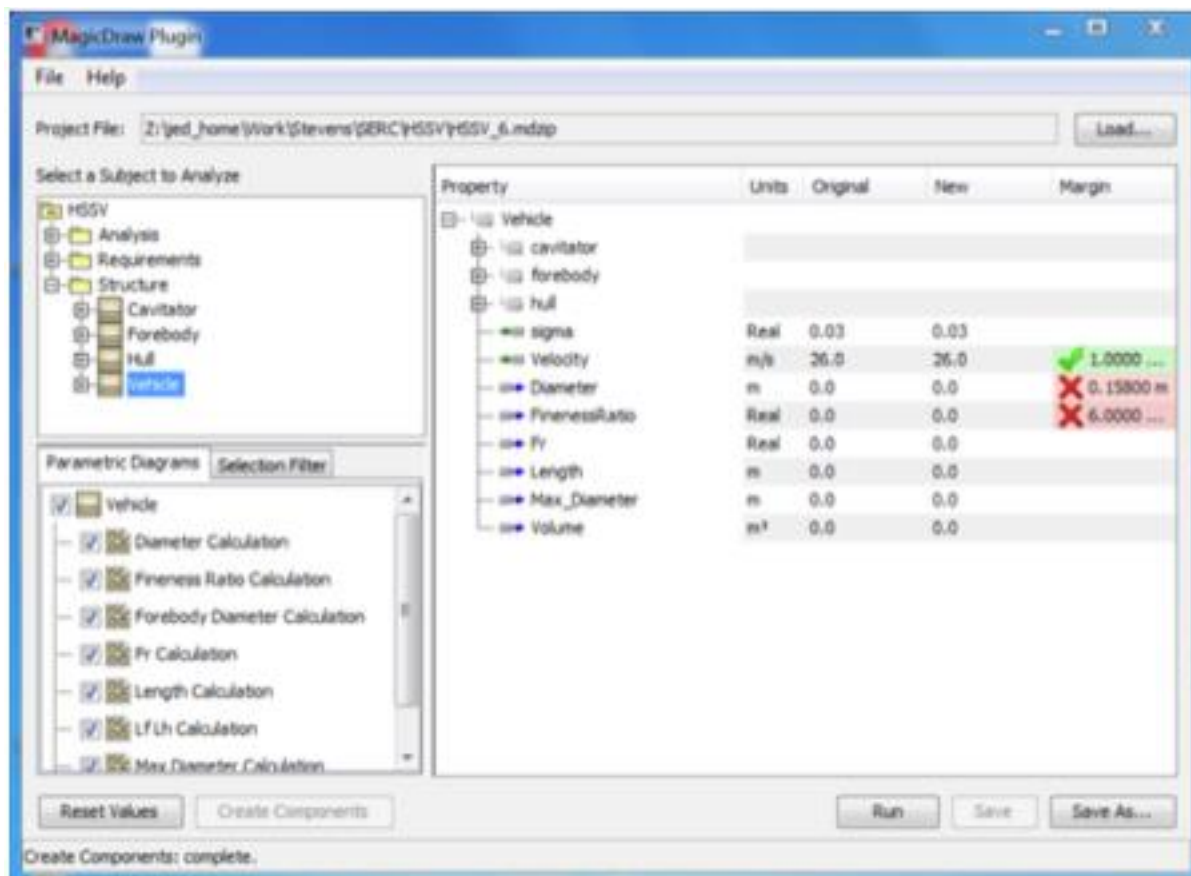 MagicDraw Plugin
File Help
Project File: Z:\jed_home\Work\Stevens\SERC\HSSV\HSSV_6.mdzip Load...
Select a Subject to Analyze
HSSV
Analysis
Requirements
Structure
Cavitator
Forebody
Hull
Vehicle
Parametric Diagrams Selection Filter
Vehicle
Diameter Calculation
Fineness Ratio Calculation
Forebody Diameter Calculation
Fr Calculation
Length Calculation
LfLh Calculation
Max Diameter Calculation
Property Units Original New Margin
Vehicle
cavitator
forebody
hull
sigma Real 0.03 0.03
Velocity m/s 26.0 26.0 1.0000 ...
Diameter m 0.0 0.0 0.15800 m
FinenessRatio Real 0.0 0.0 6.0000 ...
Fr Real 0.0 0.0
Length m 0.0 0.0
Max_Diameter m 0.0 0.0
Volume m³ 0.0 0.0
Reset Values Create Components Run Save Save As...
Create Components: complete.